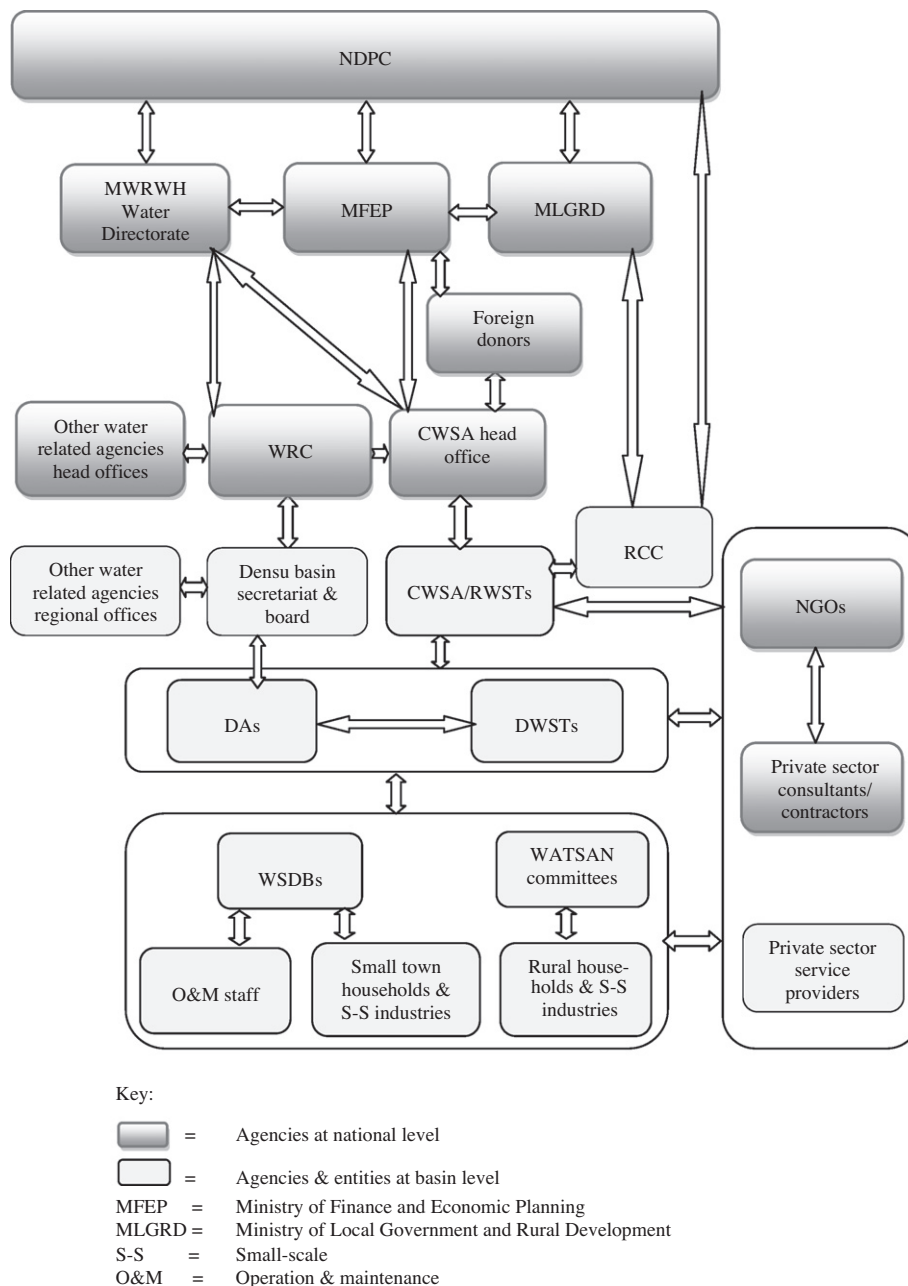 NDPC
MWRWH
Water
Directorate
MFEP
MLGRD
Foreign
donors
Other water
related agencies
head offices
WRC
CWSA head
office
RCC
Other water
related agencies
regional offices
Densu basin
secretariat &
board
CWSA/RWSTs
NGOs
DAs
DWSTs
Private sector
consultants/
contractors
WSDBs
WATSAN
committees
O&M staff
Small town
households &
S-S industries
Rural house-
holds & S-S
industries
Private sector
service
providers
Key:
= Agencies at national level
= Agencies & entities at basin level
MFEP = Ministry of Finance and Economic Planning
MLGRD = Ministry of Local Government and Rural Development
S-S = Small-scale
O&M = Operation & maintenance